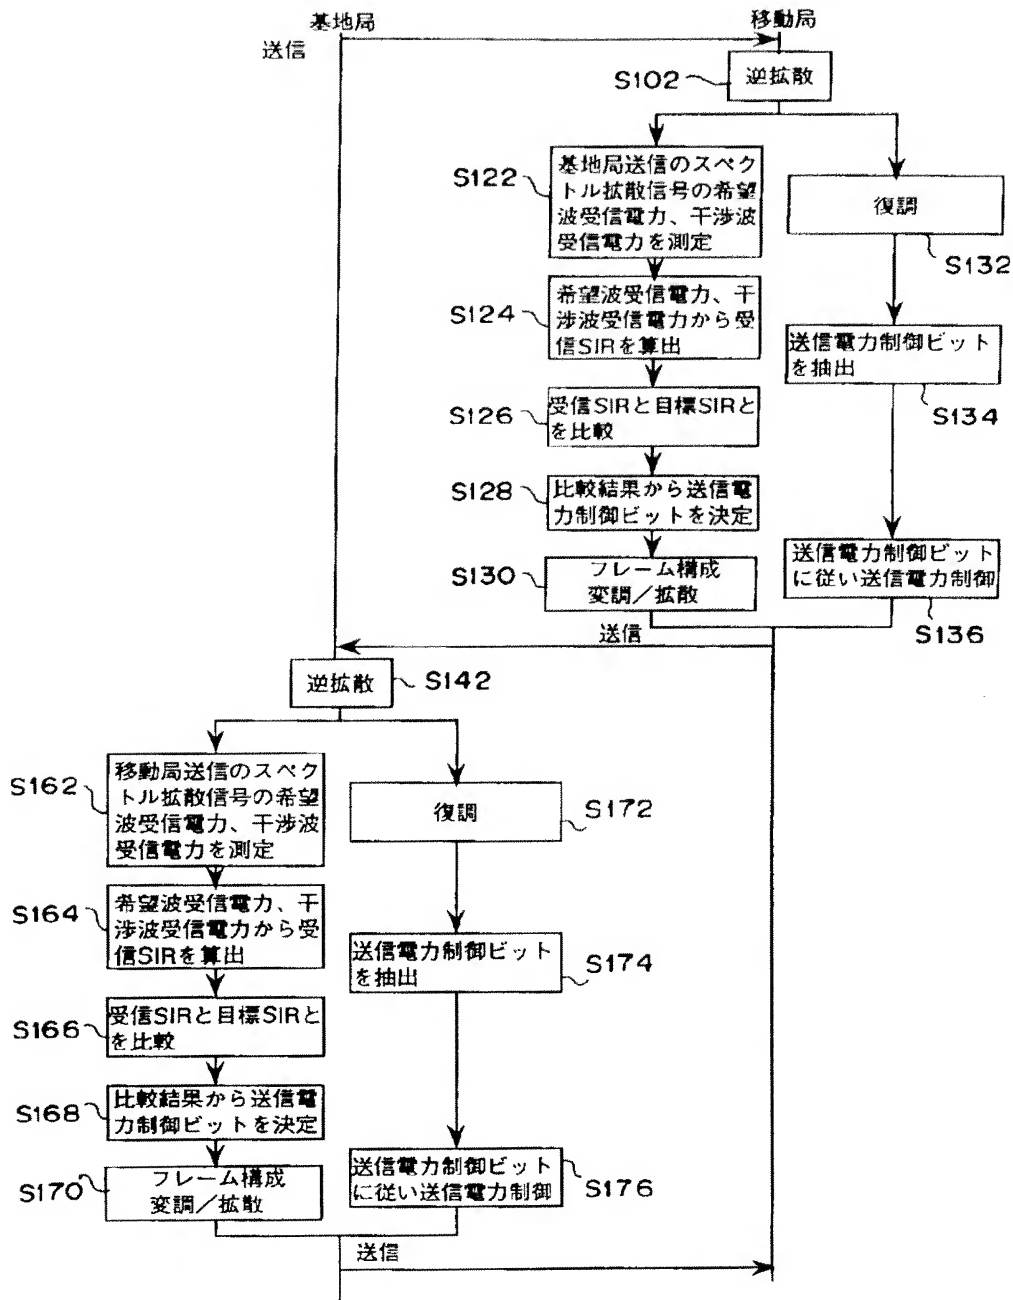 基地局
移動局
送信
S102
逆拡散
S122
基地局送信のスペク
トル拡散信号の希望
波受信電力、干渉波
受信電力を測定
復調
S132
S124
希望波受信電力、干
渉波受信電力から受
信SIRを算出
送信電力制御ビット
を抽出
S134
S126
受信SIRと目標SIRと
を比較
S128
比較結果から送信電
力制御ビットを決定
S130
フレーム構成
変調/拡散
送信電力制御ビット
に従い送信電力制御
S136
送信
逆拡散
S142
S162
移動局送信のスペク
トル拡散信号の希望
波受信電力、干渉波
受信電力を測定
復調
S172
S164
希望波受信電力、干
渉波受信電力から受
信SIRを算出
送信電力制御ビット
を抽出
S174
S166
受信SIRと目標SIRと
を比較
S168
比較結果から送信電
力制御ビットを決定
S170
フレーム構成
変調/拡散
送信電力制御ビット
に従い送信電力制御
S176
送信